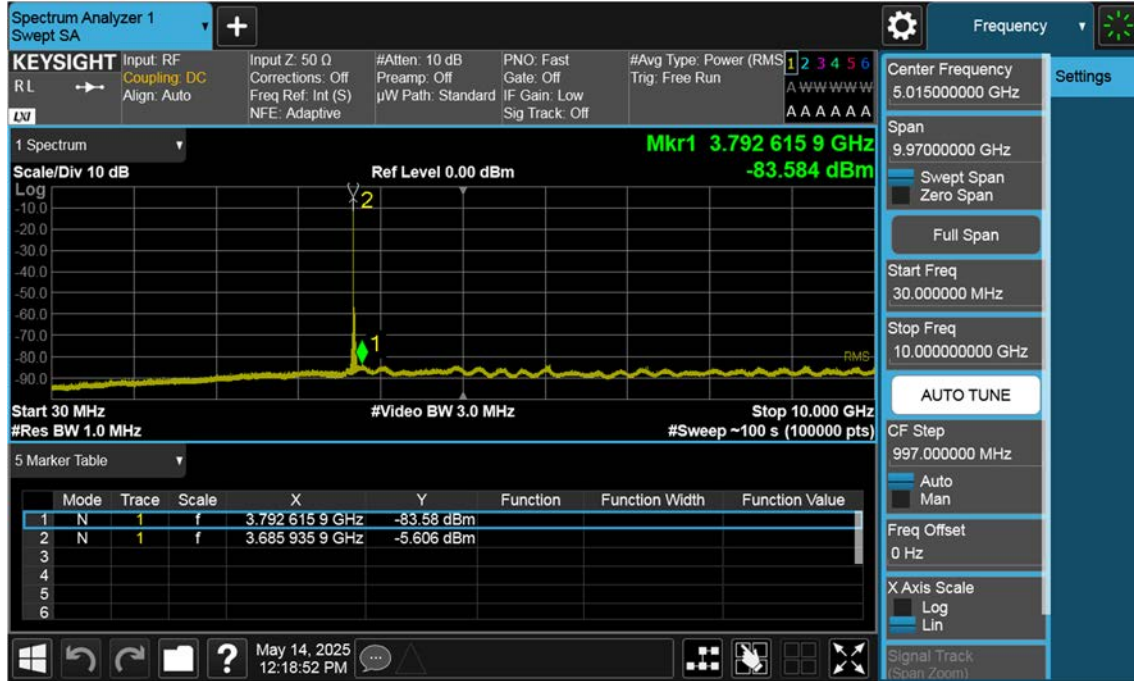 Spectrum Analyzer 1
Swept SA
+
Frequency
KEYSIGHT
RL
LXI
Input: RF
Coupling: DC
Align: Auto
Input Z: 50 Ω
Corrections: Off
Freq Ref: Int (S)
NFE: Adaptive
#Atten: 10 dB
Preamp: Off
µW Path: Standard
PNO: Fast
Gate: Off
IF Gain: Low
Sig Track: Off
#Avg Type: Power (RMS
Trig: Free Run
1 2 3 4 5 6
A W W W W W
A A A A A A
1 Spectrum
Scale/Div 10 dB
Ref Level 0.00 dBm
Mkr1 3.792 615 9 GHz
-83.584 dBm
Log
-10.0
-20.0
-30.0
-40.0
-50.0
-60.0
-70.0
-80.0
-90.0
2
1
RMS
Start 30 MHz
#Video BW 3.0 MHz
Stop 10.000 GHz
#Res BW 1.0 MHz
#Sweep ~100 s (100000 pts)
5 Marker Table
Mode Trace Scale X Y Function Function Width Function Value
1 N 1 f 3.792 615 9 GHz -83.58 dBm
2 N 1 f 3.685 935 9 GHz -5.606 dBm
3
4
5
6
?
May 14, 2025
12:18:52 PM
Center Frequency
5.015000000 GHz
Settings
Span
9.97000000 GHz
Swept Span
Zero Span
Full Span
Start Freq
30.000000 MHz
Stop Freq
10.000000000 GHz
AUTO TUNE
CF Step
997.000000 MHz
Auto
Man
Freq Offset
0 Hz
X Axis Scale
Log
Lin
Signal Track
(Span Zoom)